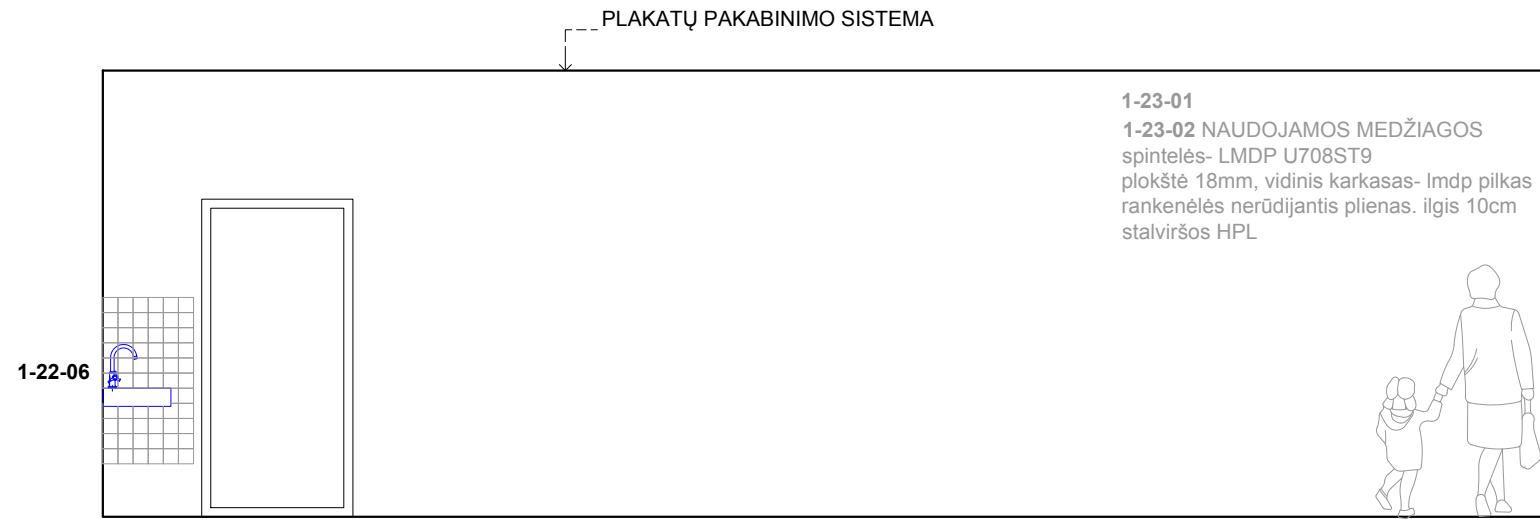 PLAKATŲ PAKABINIMO SISTEMA
1-23-01
1-23-02 NAUDOJAMOS MEDŽIAGOS
spintelės- LMDP U708ST9
plokštė 18mm, vidinis karkasas- lmdp pilkas
rankenėlės nerūdijantis plienas. ilgis 10cm
stalviršos HPL
1-22-06